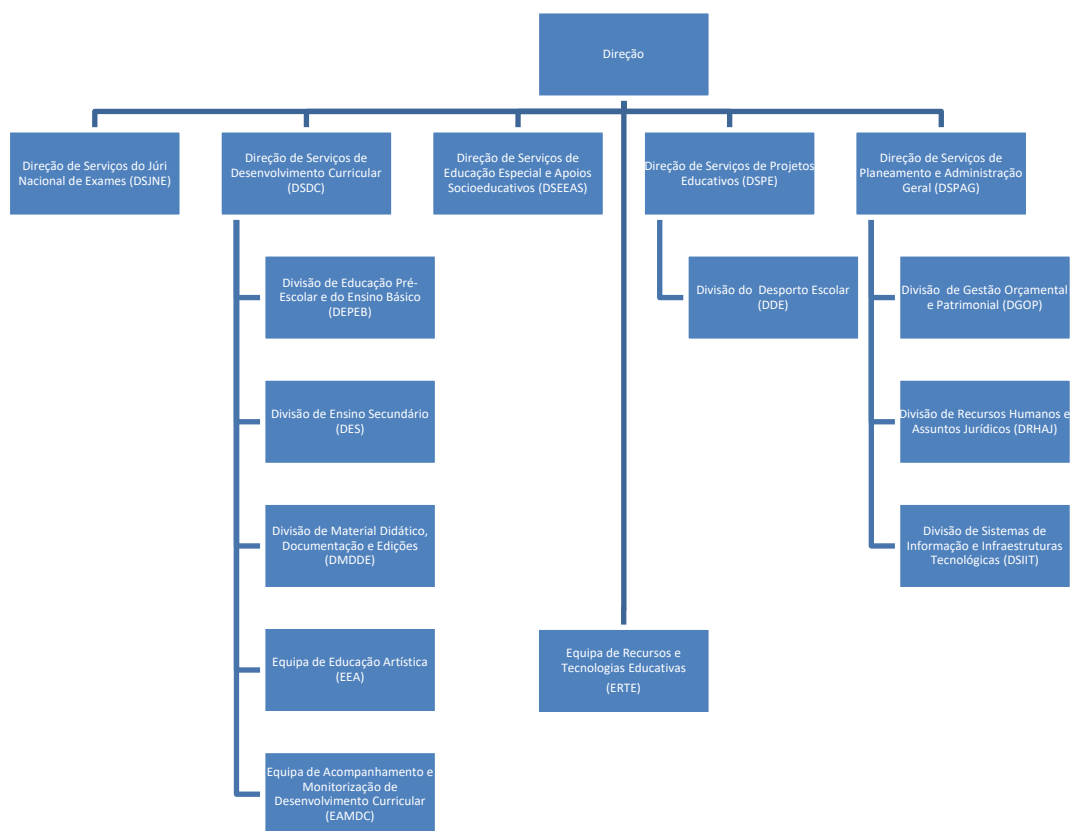 Direção
Direção de Serviços do Júri
Nacional de Exames (DSJNE)
Direção de Serviços de
Desenvolvimento Curricular
(DSDC)
Direção de Serviços de
Educação Especial e Apoios
Socioeducativos (DSEEAS)
Direção de Serviços de Projetos
Educativos (DSPE)
Direção de Serviços de
Planeamento e Administração
Geral (DSPAG)
Divisão de Educação Pré-
Escolar e do Ensino Básico
(DEPEB)
Divisão do Desporto Escolar
(DDE)
Divisão de Gestão Orçamental
e Patrimonial (DGOP)
Divisão de Ensino Secundário
(DES)
Divisão de Recursos Humanos e
Assuntos Jurídicos (DRHAJ)
Divisão de Material Didático,
Documentação e Edições
(DMDDE)
Divisão de Sistemas de
Informação e Infraestruturas
Tecnológicas (DSIIT)
Equipa de Educação Artística
(EEA)
Equipa de Recursos e
Tecnologias Educativas
(ERTE)
Equipa de Acompanhamento e
Monitorização de
Desenvolvimento Curricular
(EAMDC)